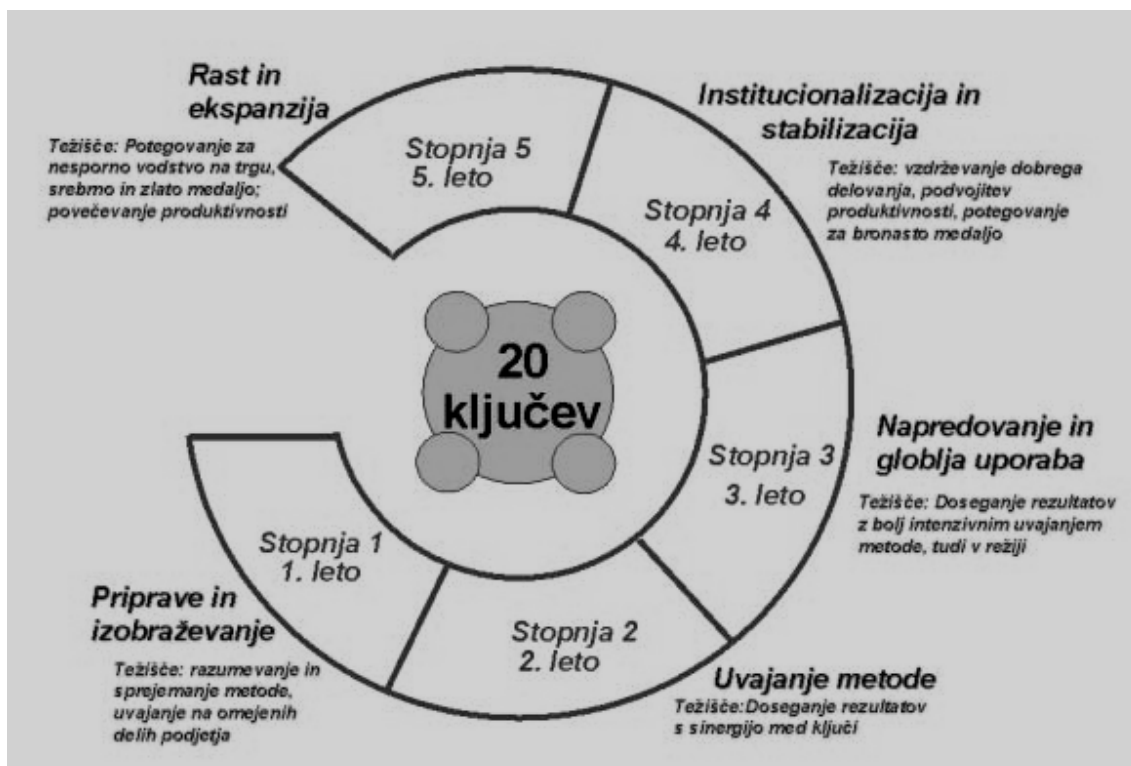 Rast in
ekspanzija
Težišče: Potegovanje za
nesporno vodstvo na trgu,
srebrno in zlato medaljo;
povečevanje produktivnosti
Stopnja 5
5. leto
Institucionalizacija in
stabilizacija
Težišče: vzdrževanje dobrega
delovanja, podvojitev
produktivnosti, potegovanje
za bronasto medaljo
Stopnja 4
4. leto
20
ključev
Napredovanje in
globlja uporaba
Težišče: Doseganje rezultatov
z bolj intenzivnim uvajanjem
metode, tudi v režiji
Stopnja 3
3. leto
Stopnja 1
1. leto
Priprave in
izobraževanje
Težišče: razumevanje in
sprejemanje metode,
uvajanje na omejenih
delih podjetja
Stopnja 2
2. leto
Uvajanje metode
Težišče:Doseganje rezultatov
s sinergijo med ključi